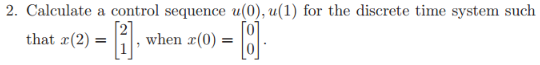 2. Calculate a control sequence u(0), u(1) for the discrete time system such
that x(2) = [2 1], when x(0) = [0 0].